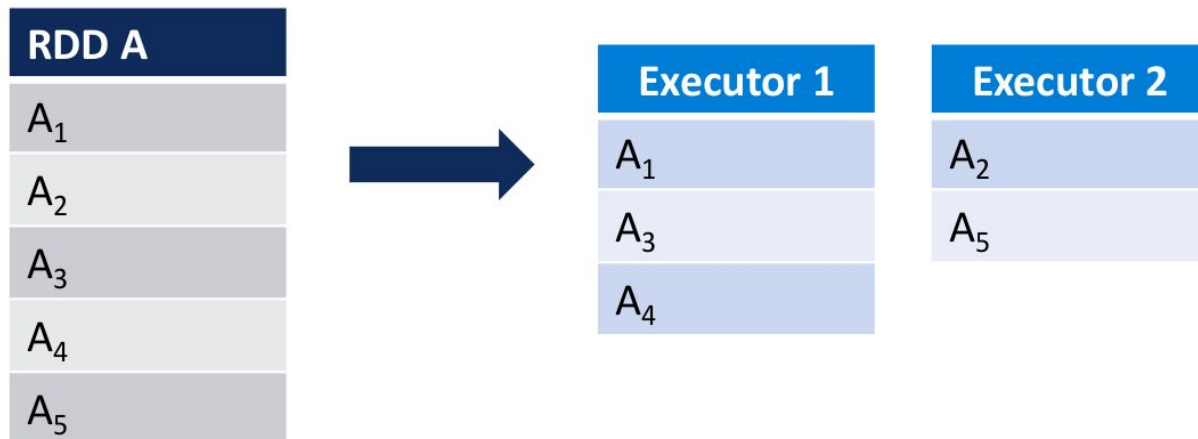 RDD A
A₁
A₂
A₃
A₄
A₅
Executor 1
A₁
A₃
A₄
Executor 2
A₂
A₅